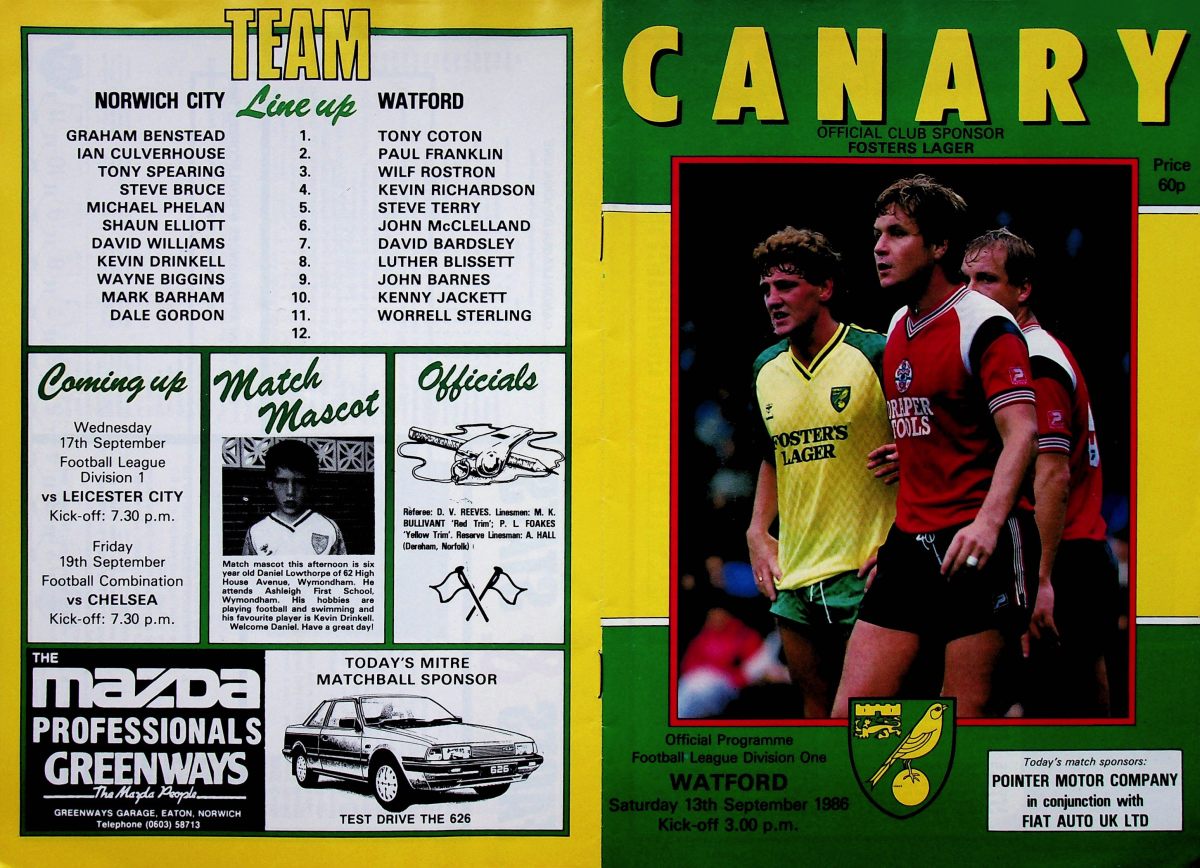 TEAM
Line up
NORWICH CITY WATFORD
GRAHAM BENSTEAD 1. TONY COTON
IAN CULVERHOUSE 2. PAUL FRANKLIN
TONY SPEARING 3. WILF ROSTRON
STEVE BRUCE 4. KEVIN RICHARDSON
MICHAEL PHELAN 5. STEVE TERRY
SHAUN ELLIOTT 6. JOHN McCLELLAND
DAVID WILLIAMS 7. DAVID BARDSLEY
KEVIN DRINKELL 8. LUTHER BLISSETT
WAYNE BIGGINS 9. JOHN BARNES
MARK BARHAM 10. KENNY JACKETT
DALE GORDON 11. WORRELL STERLING
12.
Coming up
Wednesday
17th September
Football League
Division 1
vs LEICESTER CITY
Kick-off: 7.30 p.m.
Friday
19th September
Football Combination
vs CHELSEA
Kick-off: 7.30 p.m.
Match
Mascot
Match mascot this afternoon is six
year old Daniel Lowthorpe of 62 High
House Avenue, Wymondham. He
attends Ashleigh First School,
Wymondham. His hobbies are
playing football and swimming and
his favourite player is Kevin Drinkell.
Welcome Daniel. Have a great day!
Officials
Referee: D. V. REEVES. Linesmen: M. K.
BULLIVANT 'Red Trim'; P. L. FOAKES
'Yellow Trim'. Reserve Linesman: A. HALL
(Dereham, Norfolk)
THE
mazda
PROFESSIONALS
GREENWAYS
The Mazda People
GREENWAYS GARAGE, EATON, NORWICH
Telephone (0603) 58713
TODAY'S MITRE
MATCHBALL SPONSOR
626
TEST DRIVE THE 626
CANARY
OFFICIAL CLUB SPONSOR
FOSTERS LAGER
Price
60p
FOSTER'S
LAGER
DRAPER
TOOLS
Official Programme
Football League Division One
WATFORD
Saturday 13th September 1986
Kick-off 3.00 p.m.
Today's match sponsors:
POINTER MOTOR COMPANY
in conjunction with
FIAT AUTO UK LTD